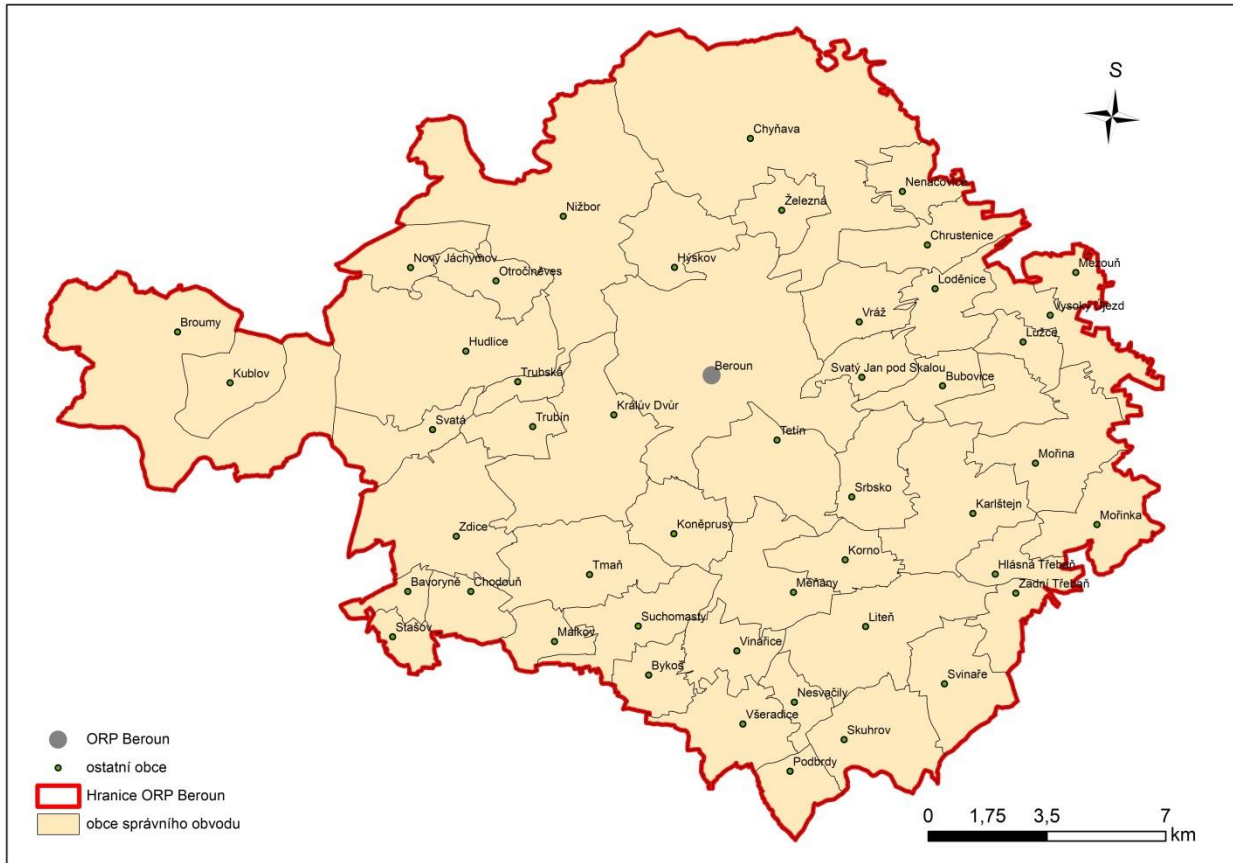 S
Chyňava
Nenačovice
Železná
Nižbor
Chrustenice
Hýskov
Nový Jáchymov
Mezouň
Otročiněves
Loděnice
Vysoký Újezd
Vráž
Broumy
Lužce
Hudlice
Beroun
Svatý Jan pod Skalou
Kublov
Trubská
Bubovice
Králův Dvůr
Svatá
Trubín
Tetín
Mořina
Srbsko
Karlštejn
Mořinka
Zdice
Koněprusy
Korno
Tmaň
Hlásná Třebaň
Bavoryně
Chodouň
Měňany
Zadní Třebaň
Suchomasty
Liteň
Stašov
Málkov
Vinařice
Bykoš
Svinaře
Nesvačily
Všeradice
Skuhrov
Podbrdy
ORP Beroun
ostatní obce
Hranice ORP Beroun
obce správního obvodu
0 1,75 3,5 7
km